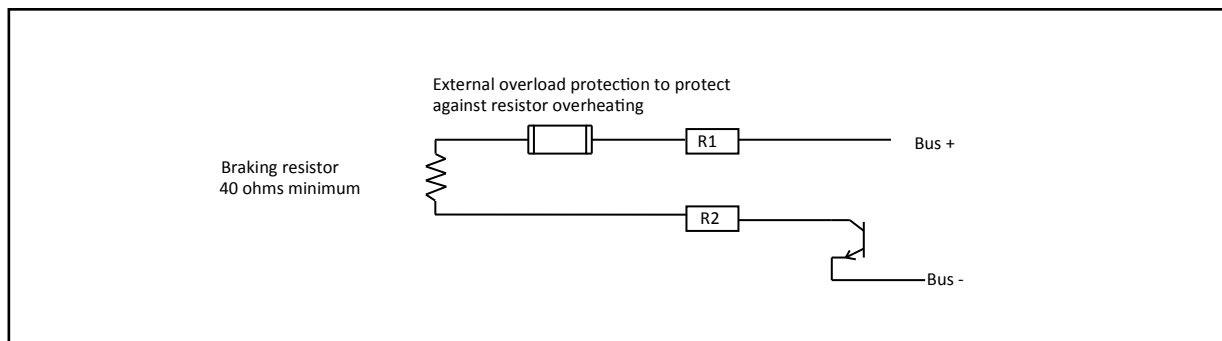 External overload protection to protect
against resistor overheating
R1
Bus +
Braking resistor
40 ohms minimum
R2
Bus -